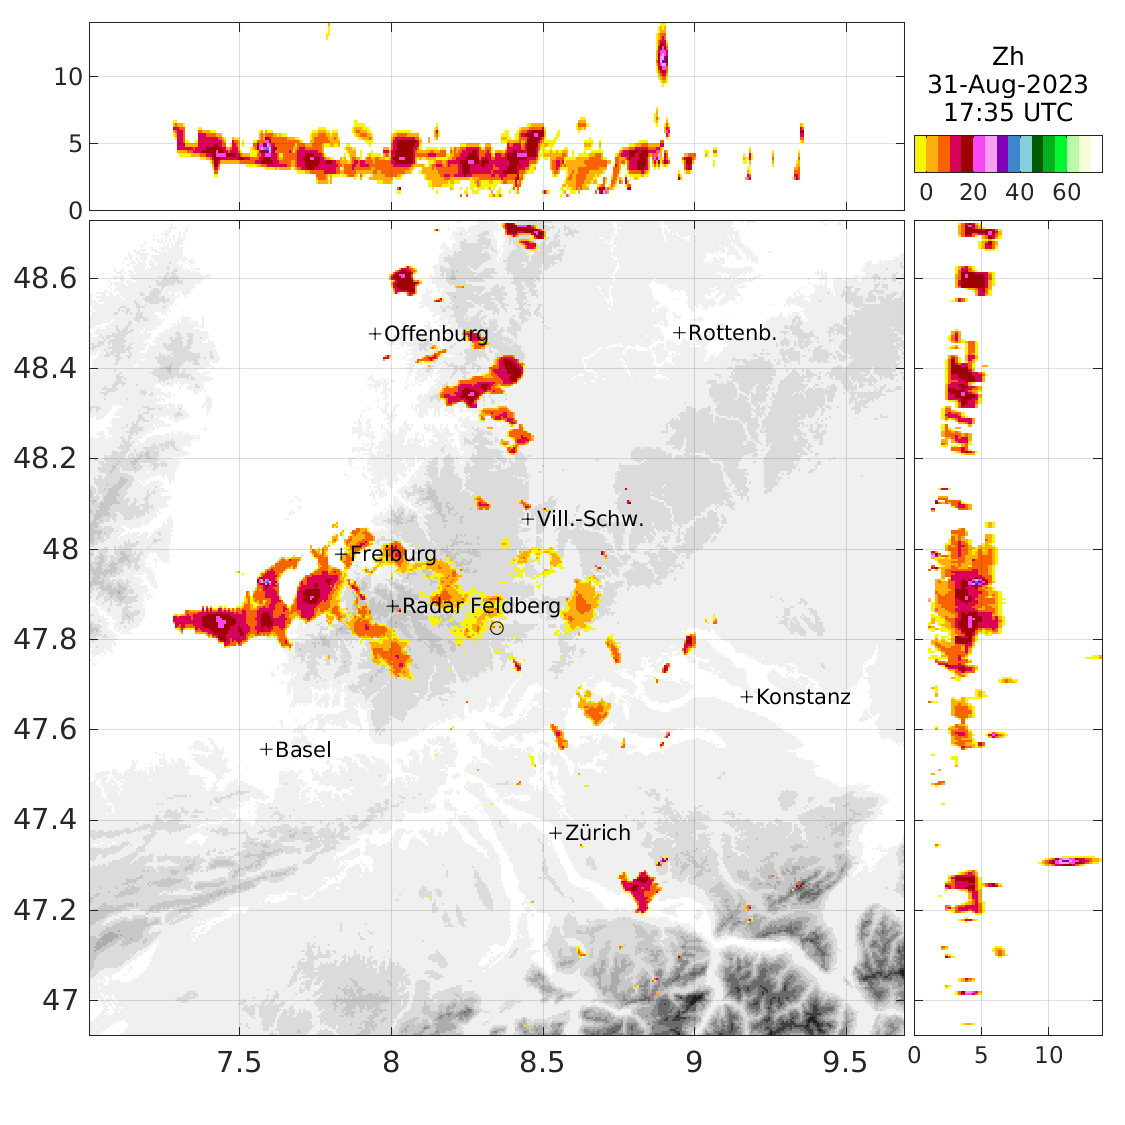 Zh
31-Aug-2023
17:35 UTC
0 20 40 60
10
5
0
48.6
48.4
48.2
48
47.8
47.6
47.4
47.2
47
+Offenburg
+Rottenb.
+Vill.-Schw.
+Freiburg
+Radar Feldberg
+Konstanz
+Basel
+Zürich
7.5 8 8.5 9 9.5
0 5 10